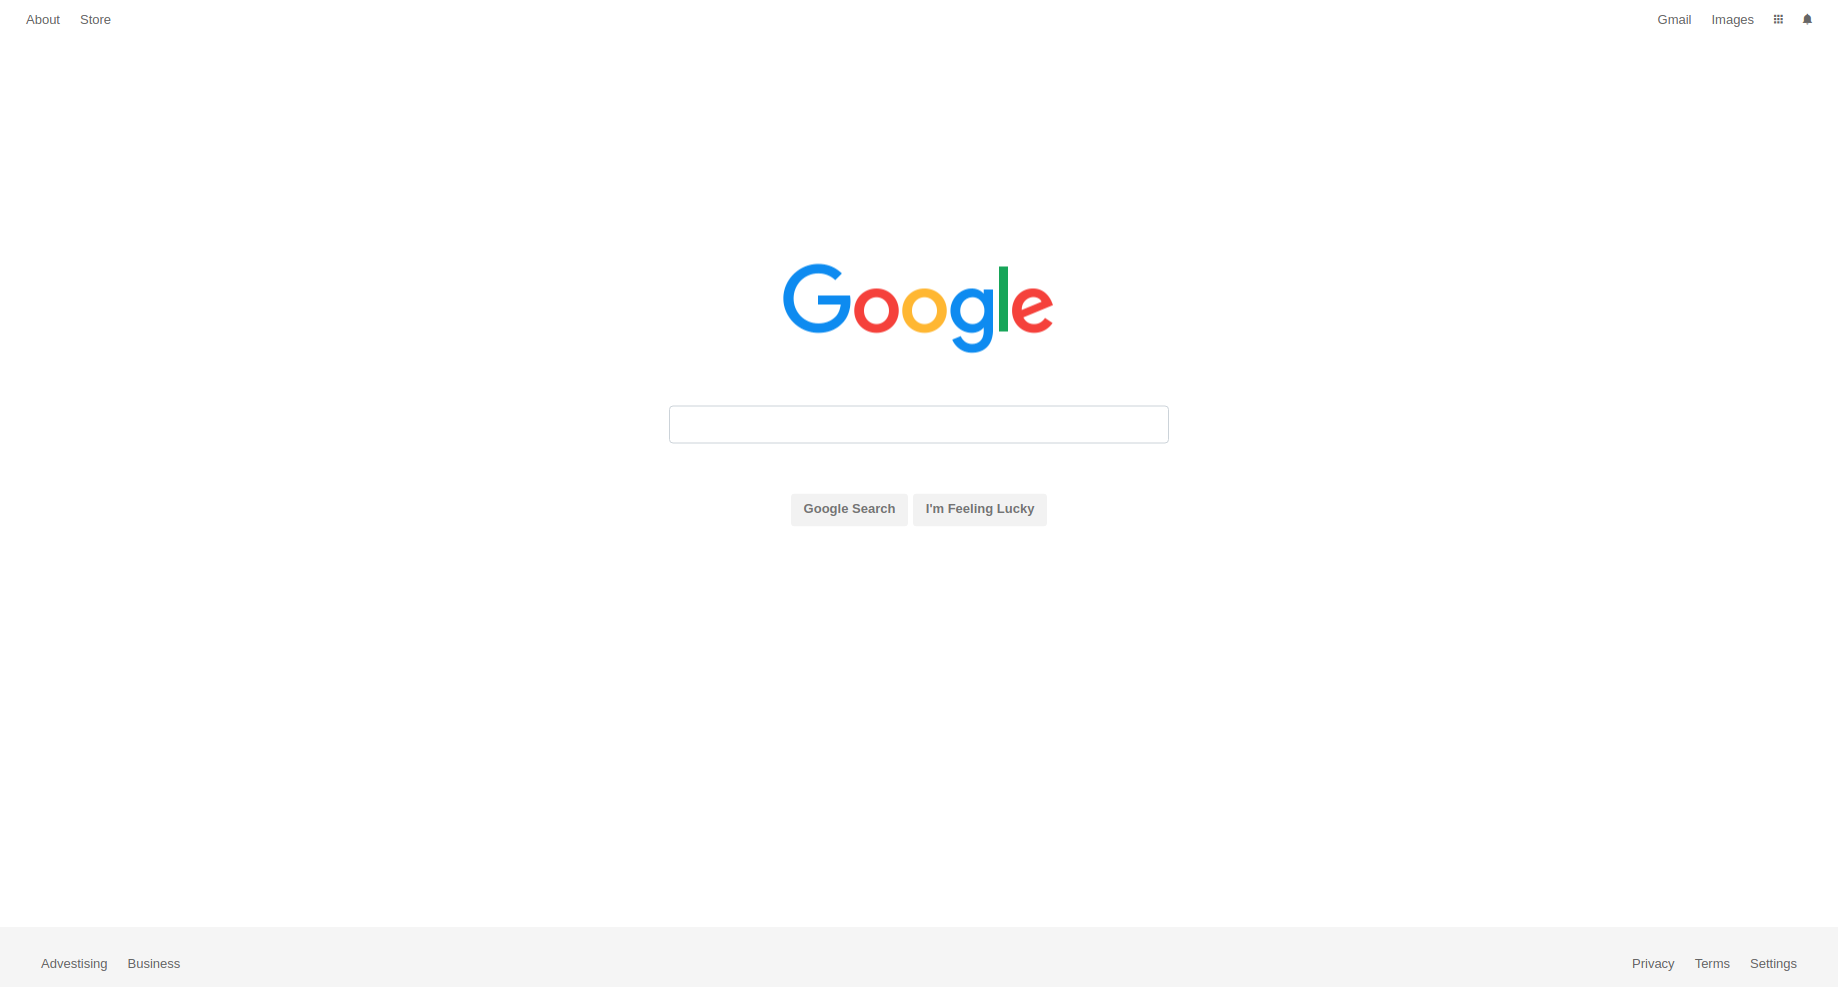 About Store Gmail Images
Google
Google Search I'm Feeling Lucky
Advestising Business Privacy Terms Settings